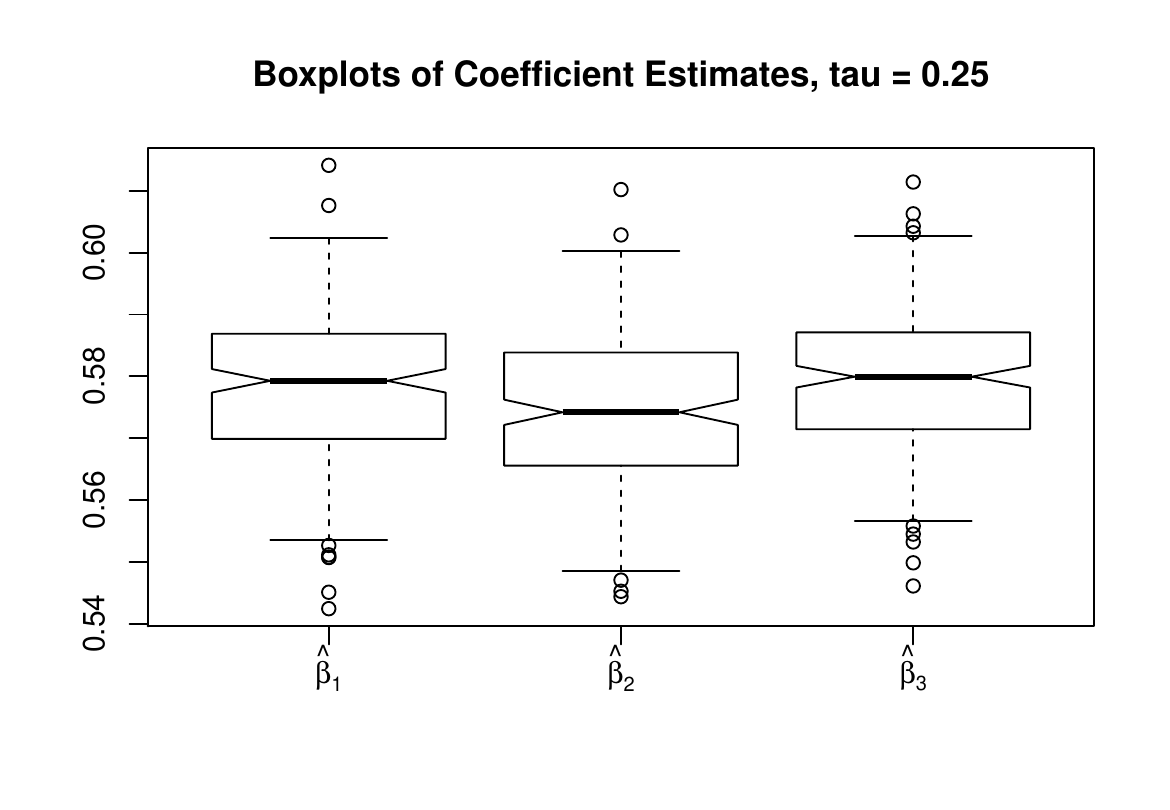 Boxplots of Coefficient Estimates, tau = 0.25
0.60
0.58
0.56
0.54
β̂₁ β̂₂ β̂₃